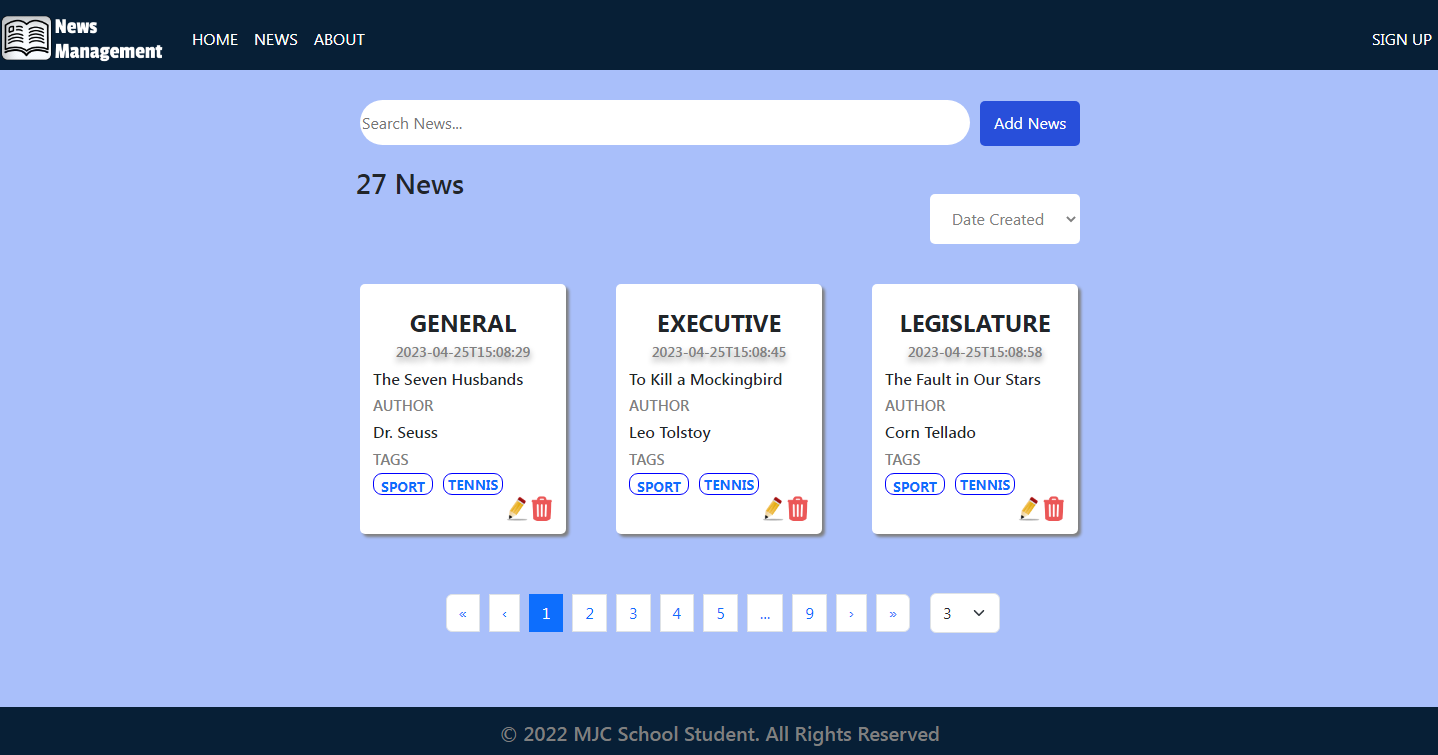 News
Management
HOME NEWS ABOUT
SIGN UP
Search News...
Add News
27 News
Date Created
GENERAL
2023-04-25T15:08:29
The Seven Husbands
AUTHOR
Dr. Seuss
TAGS
SPORT TENNIS
EXECUTIVE
2023-04-25T15:08:45
To Kill a Mockingbird
AUTHOR
Leo Tolstoy
TAGS
SPORT TENNIS
LEGISLATURE
2023-04-25T15:08:58
The Fault in Our Stars
AUTHOR
Corn Tellado
TAGS
SPORT TENNIS
« ‹ 1 2 3 4 5 ... 9 › » 3
© 2022 MJC School Student. All Rights Reserved